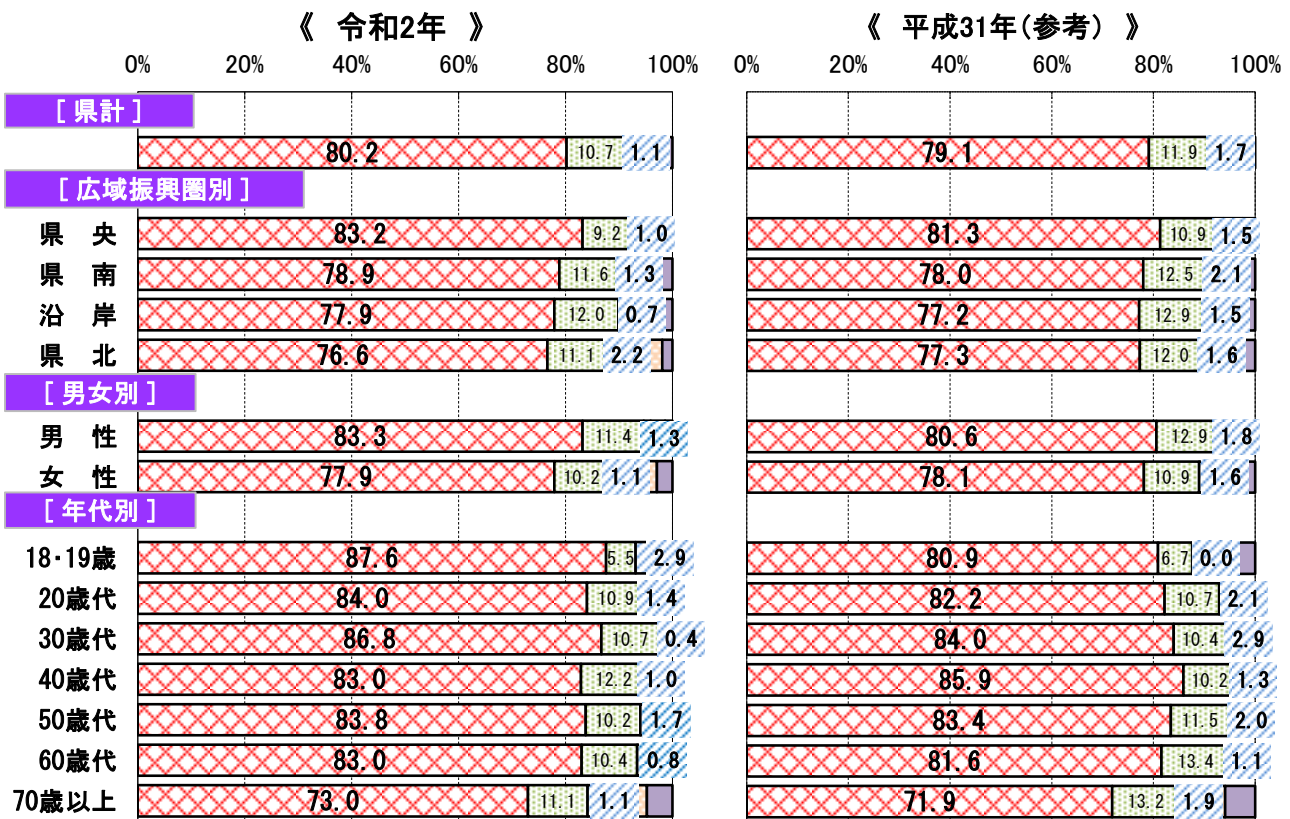 《 令和2年 》 《 平成31年(参考) 》
0% 20% 40% 60% 80% 100% 0% 20% 40% 60% 80% 100%
[ 県計 ]
80.2 10.7 1.1 79.1 11.9 1.7
[ 広域振興圏別 ]
県 央 83.2 9.2 1.0 81.3 10.9 1.5
県 南 78.9 11.6 1.3 78.0 12.5 2.1
沿 岸 77.9 12.0 0.7 77.2 12.9 1.5
県 北 76.6 11.1 2.2 77.3 12.0 1.6
[ 男女別 ]
男 性 83.3 11.4 1.3 80.6 12.9 1.8
女 性 77.9 10.2 1.1 78.1 10.9 1.6
[ 年代別 ]
18・19歳 87.6 5.5 2.9 80.9 6.7 0.0
20歳代 84.0 10.9 1.4 82.2 10.7 2.1
30歳代 86.8 10.7 0.4 84.0 10.4 2.9
40歳代 83.0 12.2 1.0 85.9 10.2 1.3
50歳代 83.8 10.2 1.7 83.4 11.5 2.0
60歳代 83.0 10.4 0.8 81.6 13.4 1.1
70歳以上 73.0 11.1 1.1 71.9 13.2 1.9